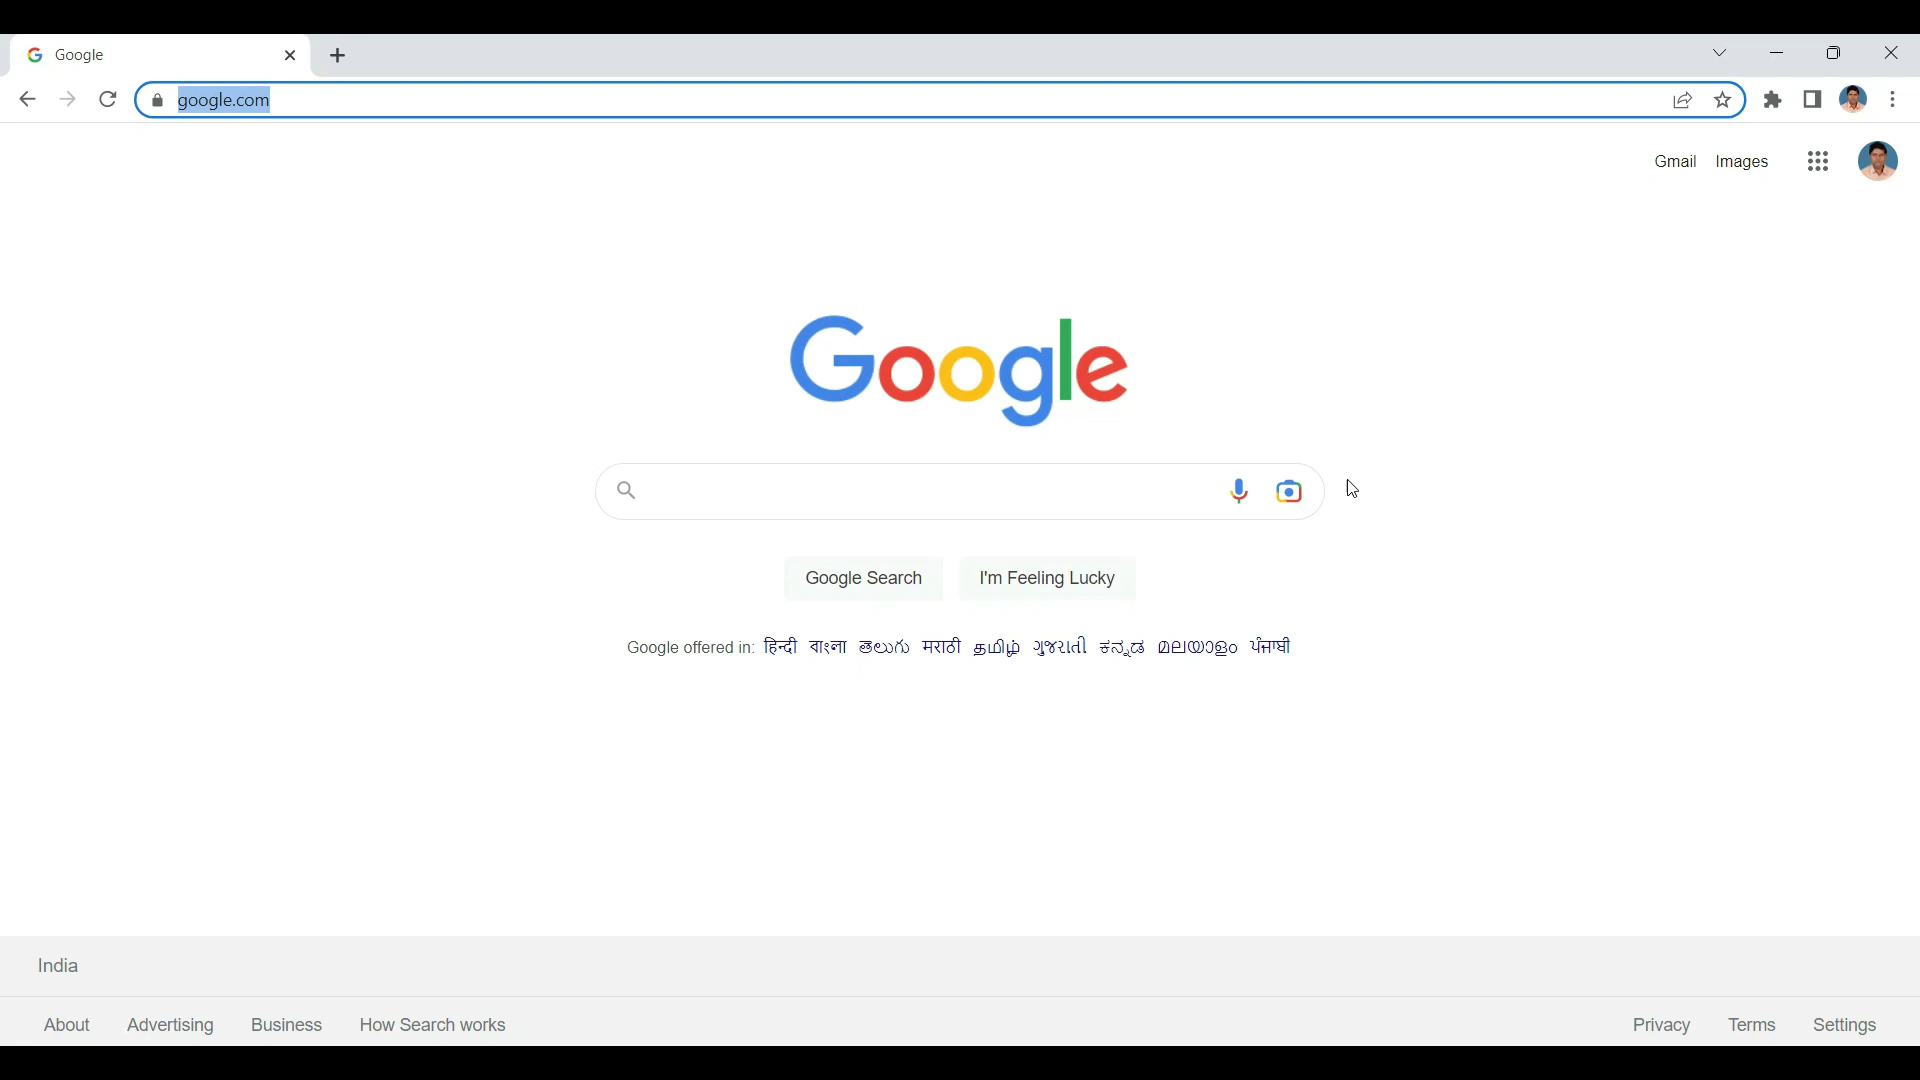 Google
google.com
Gmail Images
Google
Google Search I'm Feeling Lucky
Google offered in: हिन्दी বাংলা తెలుగు मराठी தமிழ் ગુજરાતી ಕನ್ನಡ മലയാളം ਪੰਜਾਬੀ
India
About Advertising Business How Search works Privacy Terms Settings